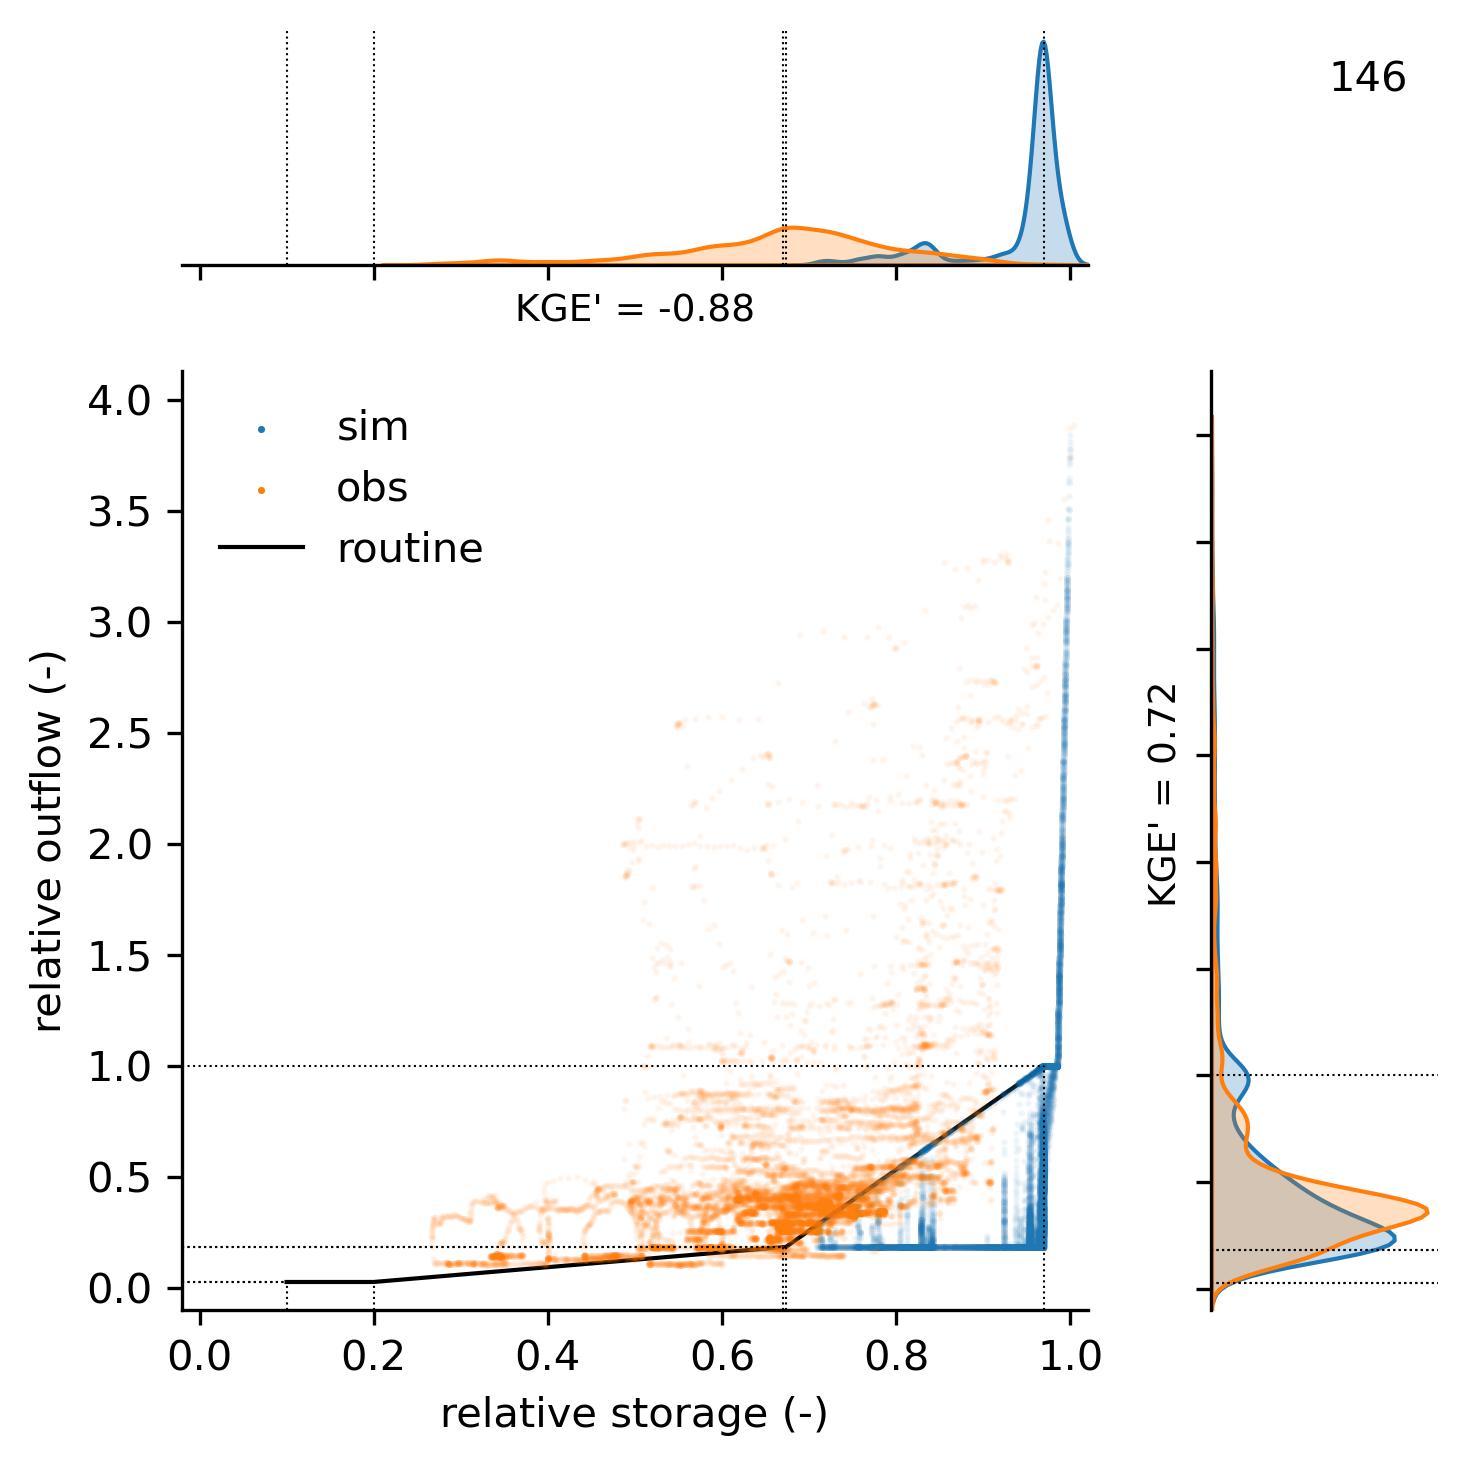 146
KGE' = -0.88
4.0
3.5
3.0
2.5
2.0
1.5
1.0
0.5
0.0
relative outflow (-)
sim
obs
routine
KGE' = 0.72
0.0 0.2 0.4 0.6 0.8 1.0
relative storage (-)